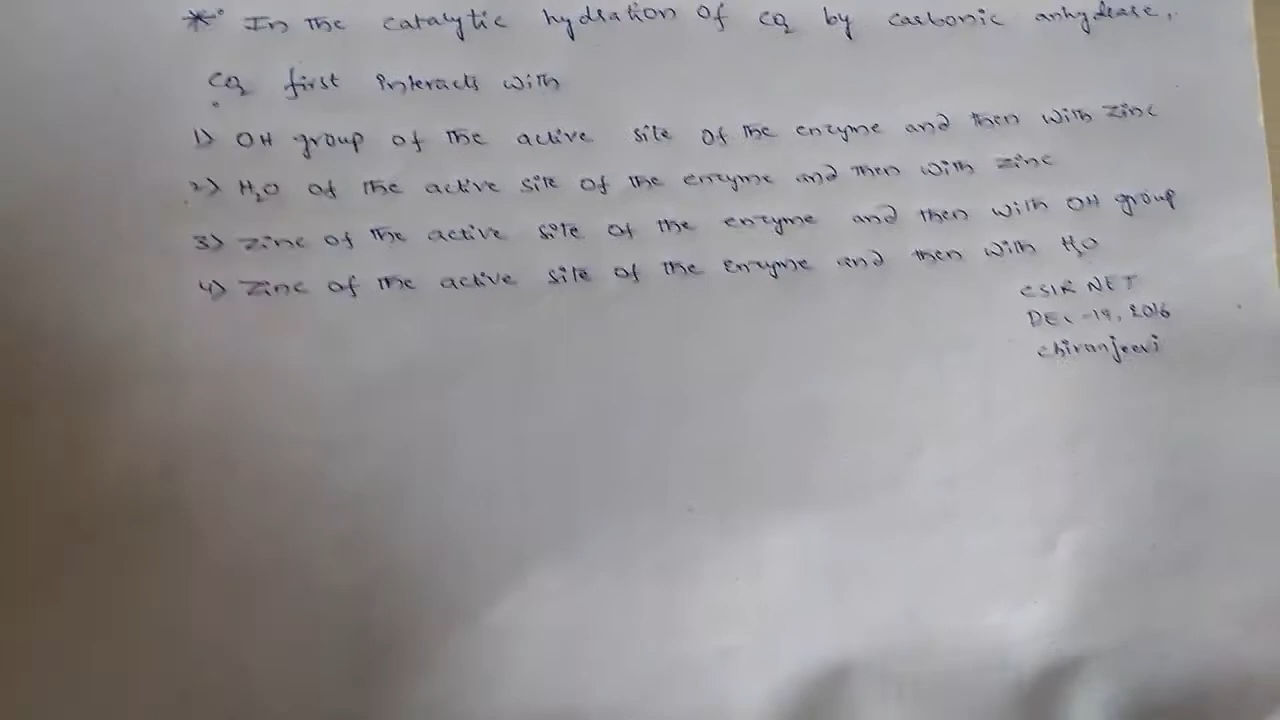 * In the catalytic hydration of CO2 by carbonic anhydrase,
CO2 first interacts with
1) OH group of the active site of the enzyme and then with zinc
2) H2O of the active site of the enzyme and then with zinc
3) zinc of the active site of the enzyme and then with OH group
4) zinc of the active site of the enzyme and then with H2O
CSIR NET
DEC -19, 2016
chiranjeevi